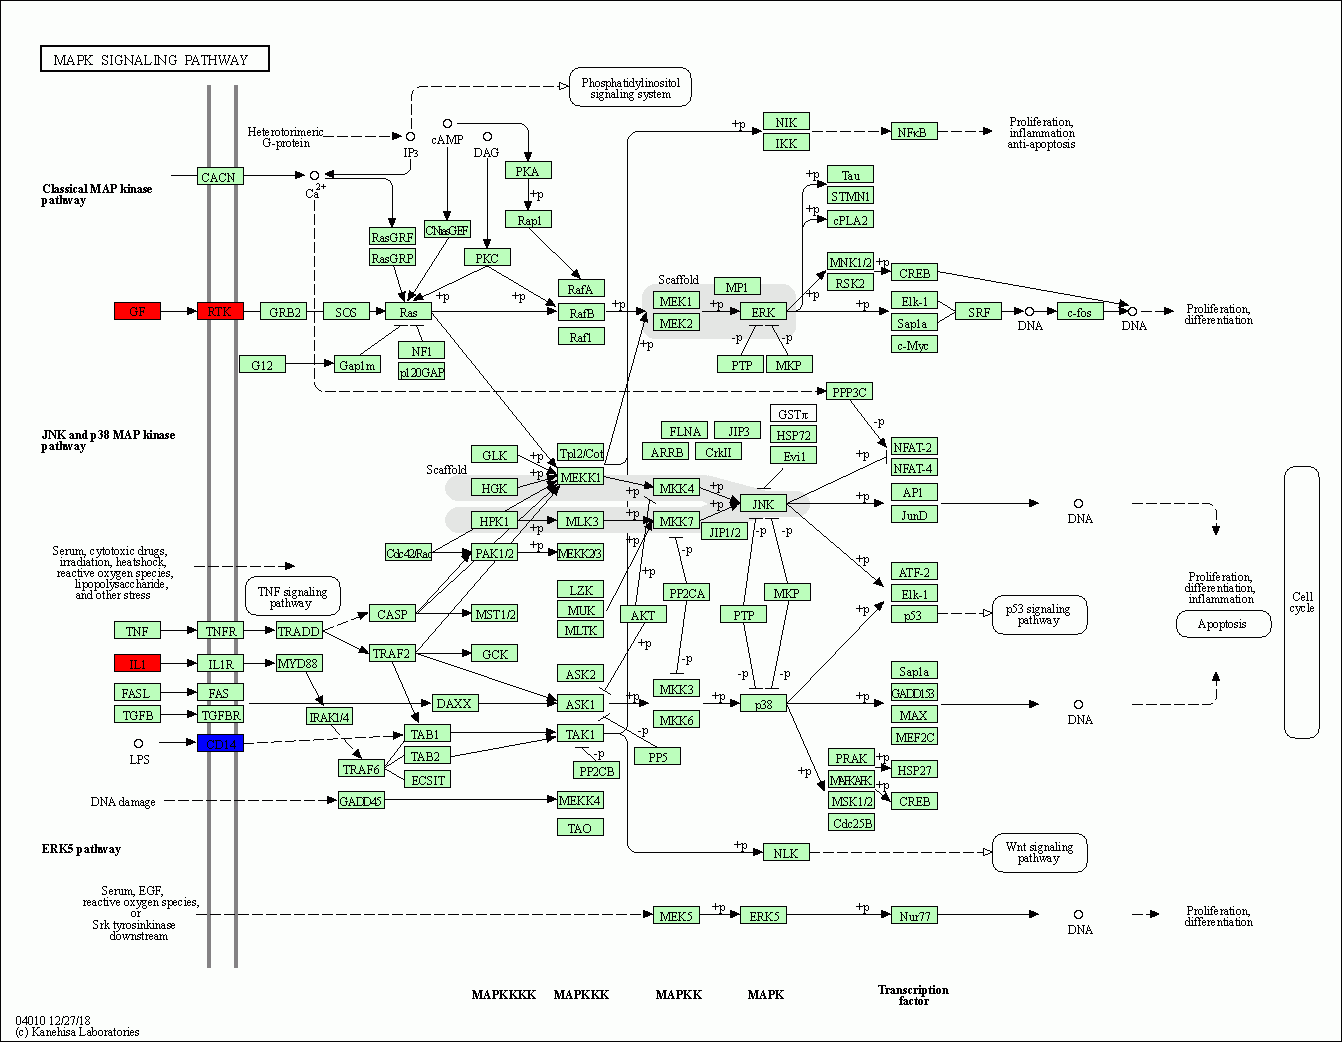 MAPK SIGNALING PATHWAY
Phosphatidylinositol
signaling system
Heterotorimeric
G-protein
IP3
cAMP
DAG
+p
NIK
IKK
NFκB
Proliferation,
inflammation
anti-apoptosis
CACN
Ca2+
PKA
+p
Rap1
Classical MAP kinase
pathway
+p
Tau
STMN1
+p
cPLA2
RasGRF
RasGRP
CNrasGEF
PKC
RafA
RafB
Raf1
Scaffold
MEK1
MEK2
MP1
MNK1/2
RSK2
+p
CREB
GF
RTK
GRB2
SOS
Ras
+p
+p
+p
+p
ERK
+p
+p
Elk-1
Sap1a
c-Myc
SRF
DNA
c-fos
DNA
Proliferation,
differentiation
G12
Gap1m
NF1
p120GAP
+p
-p
-p
PTP
MKP
PPP3C
-p
JNK and p38 MAP kinase
pathway
Scaffold
GLK
HGK
HPK1
+p
+p
+p
Tpl2/Cot
MEKK1
MLK3
FLNA
JIP3
ARRB
CrkII
GSTπ
HSP72
Evi1
NFAT-2
NFAT-4
+p
+p
+p
MKK4
MKK7
+p
+p
JIP1/2
JNK
+p
AP1
JunD
DNA
Cdc42/Rac
PAK1/2
+p
MEKK2/3
+p
+p
-p
-p
-p
+p
Serum, cytotoxic drugs,
irradiation, heatshock,
reactive oxygen species,
lipopolysaccharide,
and other stress
TNF signaling
pathway
LZK
MUK
MLTK
AKT
PP2CA
PTP
MKP
ATF-2
Elk-1
p53
+p
p53 signaling
pathway
Proliferation,
differentiation,
inflammation
Apoptosis
Cell
cycle
CASP
MST1/2
TNF
TNFR
TRADD
TRAF2
GCK
+p
-p
-p
-p
IL1
IL1R
MYD88
ASK2
MKK3
MKK6
Sap1a
GADD153
MAX
MEF2C
FASL
FAS
DAXX
ASK1
+p
+p
p38
+p
DNA
TGFB
TGFBR
IRAK1/4
TAB1
TAK1
-p
-p
PP5
PP2CB
LPS
CD14
TAB2
TRAF6
ECSIT
+p
PRAK
MAPKAPK
MSK1/2
Cdc25B
+p
+p
HSP27
CREB
DNA damage
GADD45
MEKK4
TAO
ERK5 pathway
+p
NLK
Wnt signaling
pathway
Serum, EGF,
reactive oxygen species,
or
Srk tyrosinkinase
downstream
MEK5
+p
ERK5
+p
Nur77
DNA
Proliferation,
differentiation
MAPKKKK
MAPKKK
MAPKK
MAPK
Transcription
factor
04010 12/27/18
(c) Kanehisa Laboratories